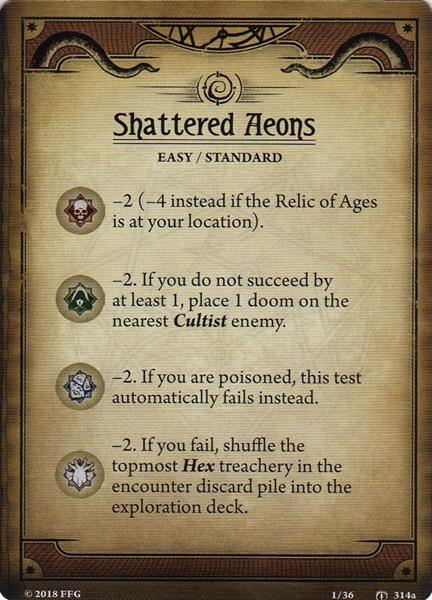 Shattered Aeons
EASY / STANDARD
–2 (–4 instead if the Relic of Ages
is at your location).
–2. If you do not succeed by
at least 1, place 1 doom on the
nearest Cultist enemy.
–2. If you are poisoned, this test
automatically fails instead.
–2. If you fail, shuffle the
topmost Hex treachery in the
encounter discard pile into the
exploration deck.
© 2018 FFG
1/36
314a